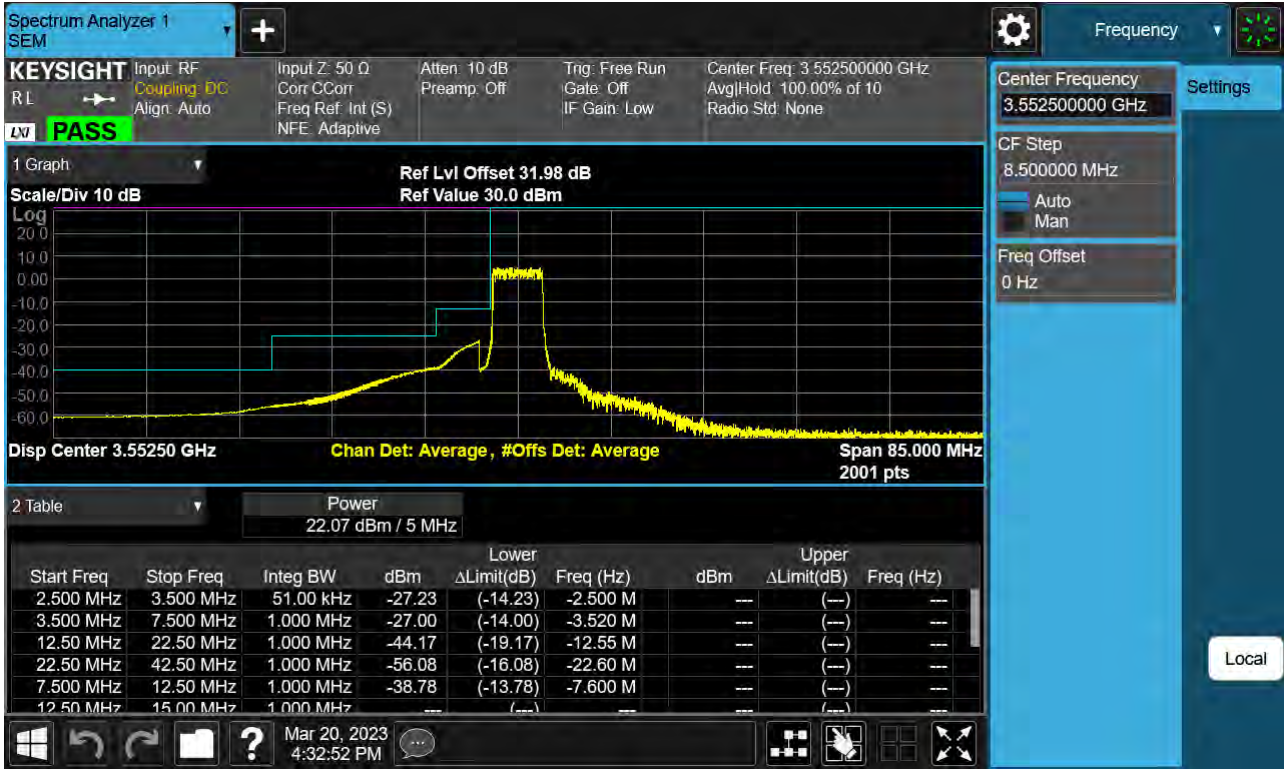 Spectrum Analyzer 1
SEM
Frequency
KEYSIGHT
R L
LXI
PASS
Input: RF
Coupling: DC
Align: Auto
Input Z: 50 Ω
Corr CCorr
Freq Ref: Int (S)
NFE: Adaptive
Atten: 10 dB
Preamp: Off
Trig: Free Run
Gate: Off
IF Gain: Low
Center Freq: 3.552500000 GHz
Avg|Hold: 100.00% of 10
Radio Std: None
Center Frequency
3.552500000 GHz
Settings
CF Step
8.500000 MHz
Auto
Man
Freq Offset
0 Hz
Local
1 Graph
Scale/Div 10 dB
Ref Lvl Offset 31.98 dB
Ref Value 30.0 dBm
Log
20.0
10.0
0.00
-10.0
-20.0
-30.0
-40.0
-50.0
-60.0
Disp Center 3.55250 GHz
Chan Det: Average, #Offs Det: Average
Span 85.000 MHz
2001 pts
2 Table
Power
22.07 dBm / 5 MHz
Lower Upper
Start Freq Stop Freq Integ BW dBm ΔLimit(dB) Freq (Hz) dBm ΔLimit(dB) Freq (Hz)
2.500 MHz 3.500 MHz 51.00 kHz -27.23 (-14.23) -2.500 M --- (---) ---
3.500 MHz 7.500 MHz 1.000 MHz -27.00 (-14.00) -3.520 M --- (---) ---
12.50 MHz 22.50 MHz 1.000 MHz -44.17 (-19.17) -12.55 M --- (---) ---
22.50 MHz 42.50 MHz 1.000 MHz -56.08 (-16.08) -22.60 M --- (---) ---
7.500 MHz 12.50 MHz 1.000 MHz -38.78 (-13.78) -7.600 M --- (---) ---
12.50 MHz 15.00 MHz 1.000 MHz --- (---) --- --- (---) ---
Mar 20, 2023
4:32:52 PM